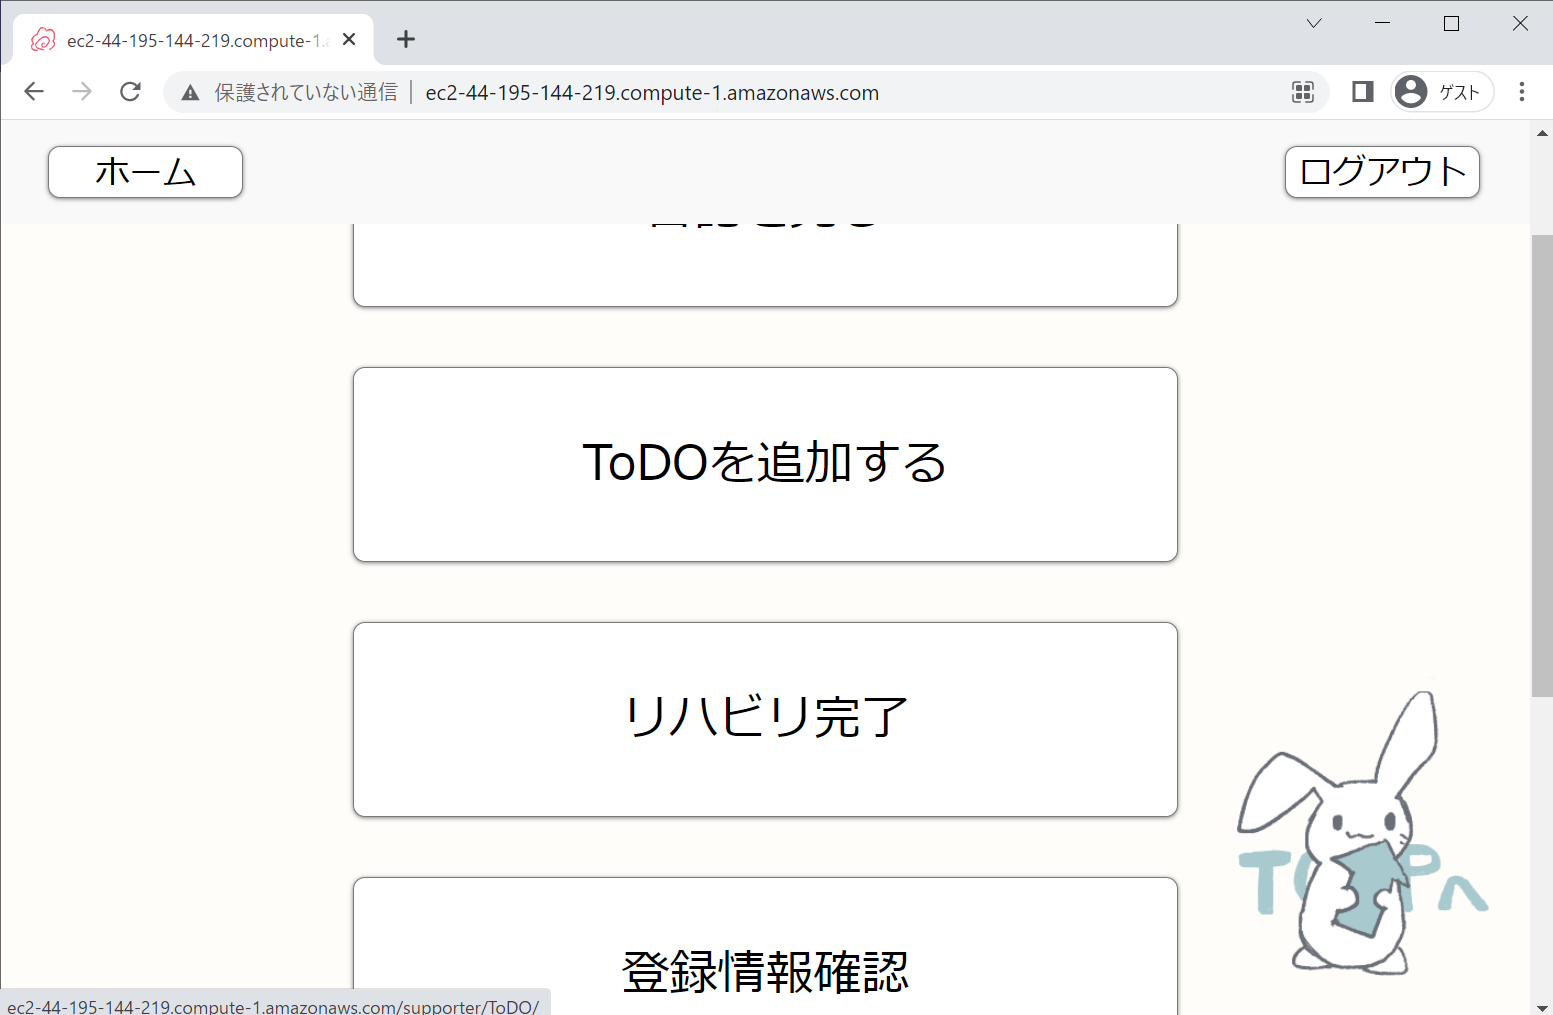 ec2-44-195-144-219.compute-1.
保護されていない通信
ec2-44-195-144-219.compute-1.amazonaws.com
ゲスト
ホーム
ログアウト
ToDOを追加する
リハビリ完了
登録情報確認
ec2-44-195-144-219.compute-1.amazonaws.com/supporter/ToDO/